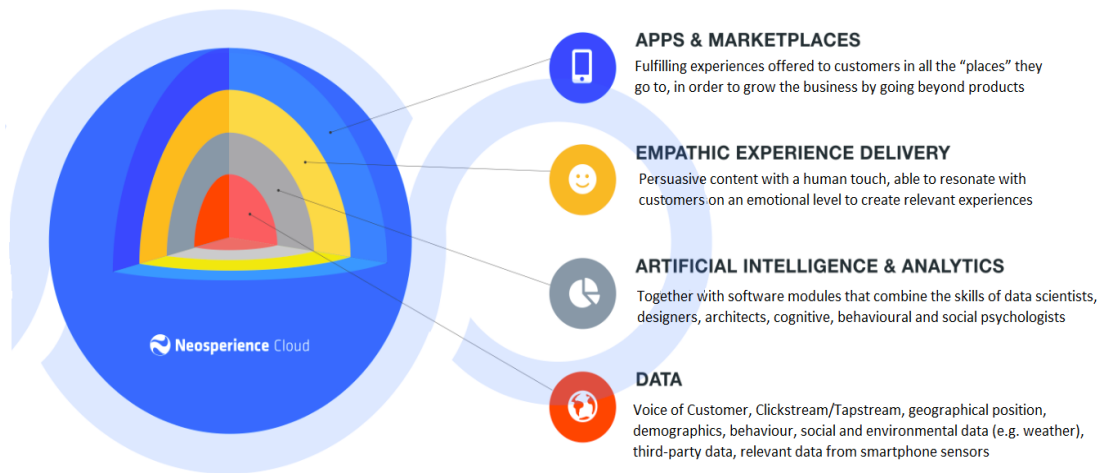 APPS & MARKETPLACES
Fulfilling experiences offered to customers in all the “places” they
go to, in order to grow the business by going beyond products
EMPATHIC EXPERIENCE DELIVERY
Persuasive content with a human touch, able to resonate with
customers on an emotional level to create relevant experiences
ARTIFICIAL INTELLIGENCE & ANALYTICS
Together with software modules that combine the skills of data scientists,
designers, architects, cognitive, behavioural and social psychologists
Neosperience Cloud
DATA
Voice of Customer, Clickstream/Tapstream, geographical position,
demographics, behaviour, social and environmental data (e.g. weather),
third-party data, relevant data from smartphone sensors